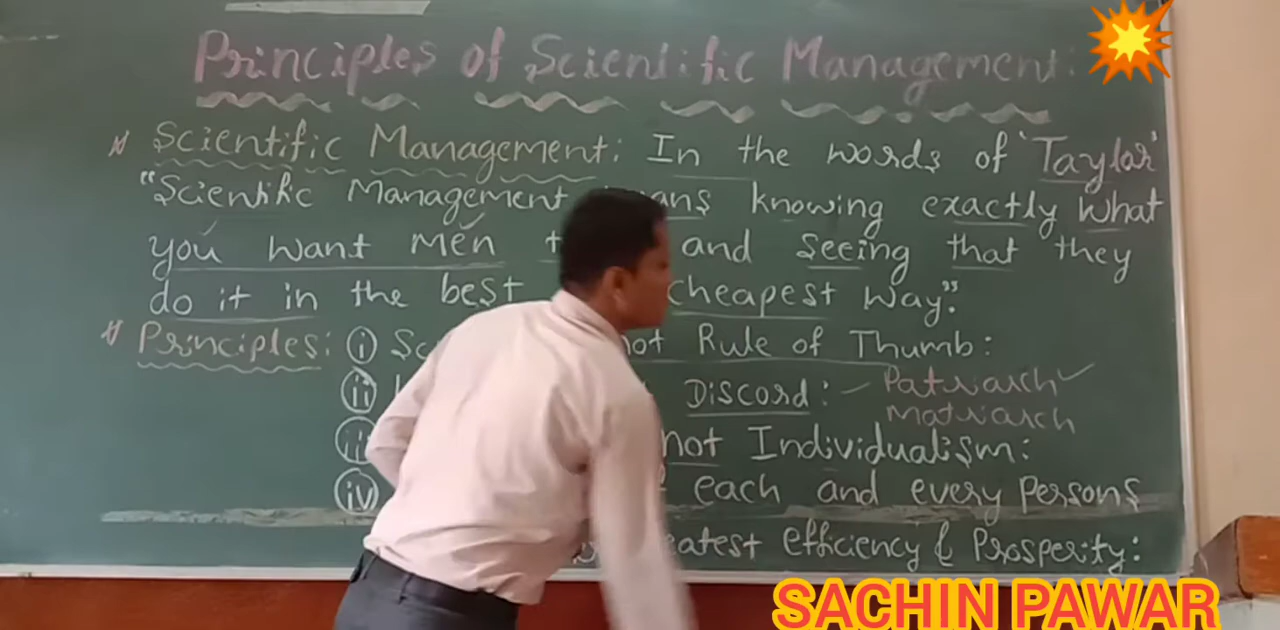 Principles of Scientific Management:
Scientific Management: In the words of 'Taylor'
"Scientific Management knowing exactly what
you want men and seeing that they
do it in the best cheapest way".
Principles: (i) not Rule of Thumb:
(ii) Discord: - Patriarch
Matriarch
(iii) not Individualism:
(iv) each and every persons
efficiency & Prosperity:
SACHIN PAWAR